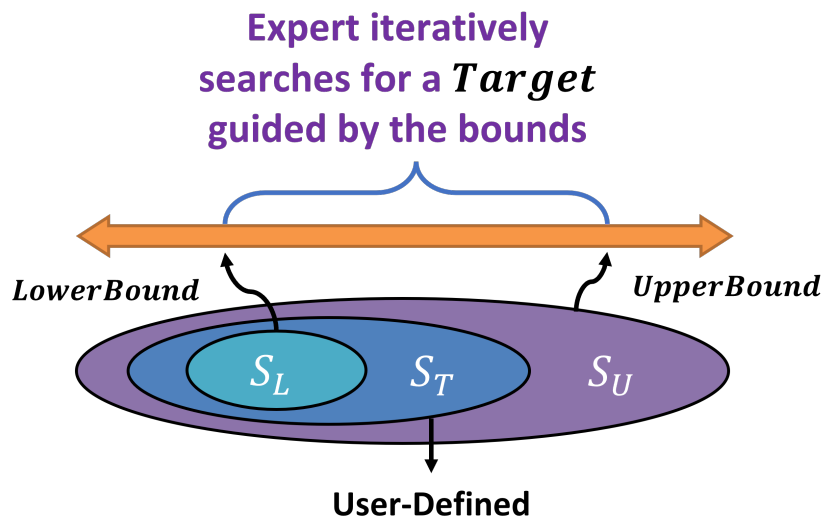 Expert iteratively
searches for a Target
guided by the bounds
LowerBound
UpperBound
S_L
S_T
S_U
User-Defined